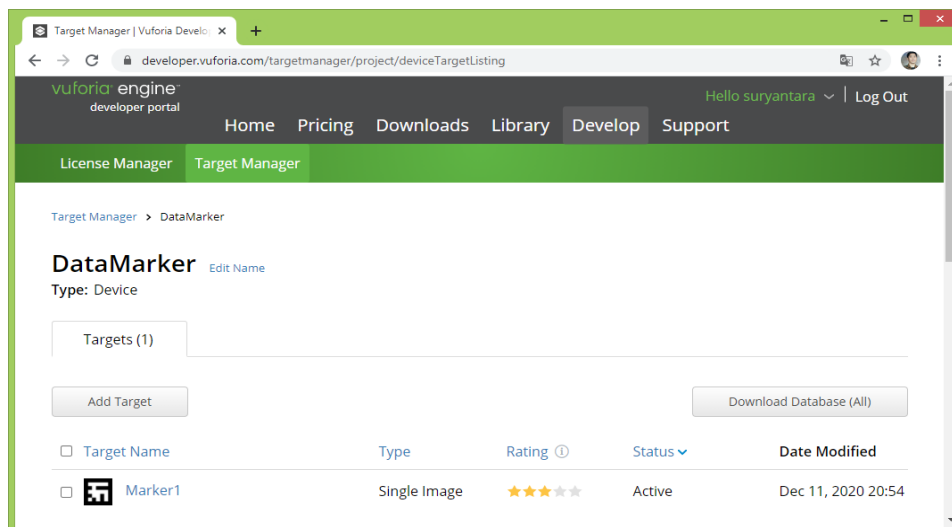 Target Manager | Vuforia Develo
developer.vuforia.com/targetmanager/project/deviceTargetListing
vuforia engine
developer portal
Hello suryantara | Log Out
Home Pricing Downloads Library Develop Support
License Manager Target Manager
Target Manager > DataMarker
DataMarker Edit Name
Type: Device
Targets (1)
Add Target Download Database (All)
Target Name Type Rating Status Date Modified
Marker1 Single Image Active Dec 11, 2020 20:54